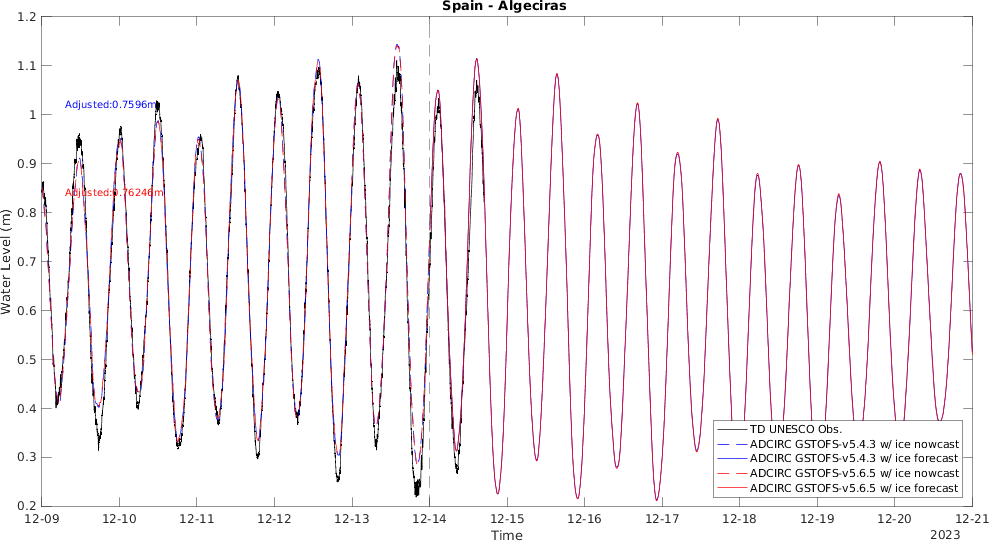 Spain - Algeciras
Water Level (m)
1.2
1.1
1
0.9
0.8
0.7
0.6
0.5
0.4
0.3
0.2
Adjusted:0.7596m
Adjusted:0.76246m
TD UNESCO Obs.
ADCIRC GSTOFS-v5.4.3 w/ ice nowcast
ADCIRC GSTOFS-v5.4.3 w/ ice forecast
ADCIRC GSTOFS-v5.6.5 w/ ice nowcast
ADCIRC GSTOFS-v5.6.5 w/ ice forecast
12-09 12-10 12-11 12-12 12-13 12-14 12-15 12-16 12-17 12-18 12-19 12-20 12-21
Time
2023